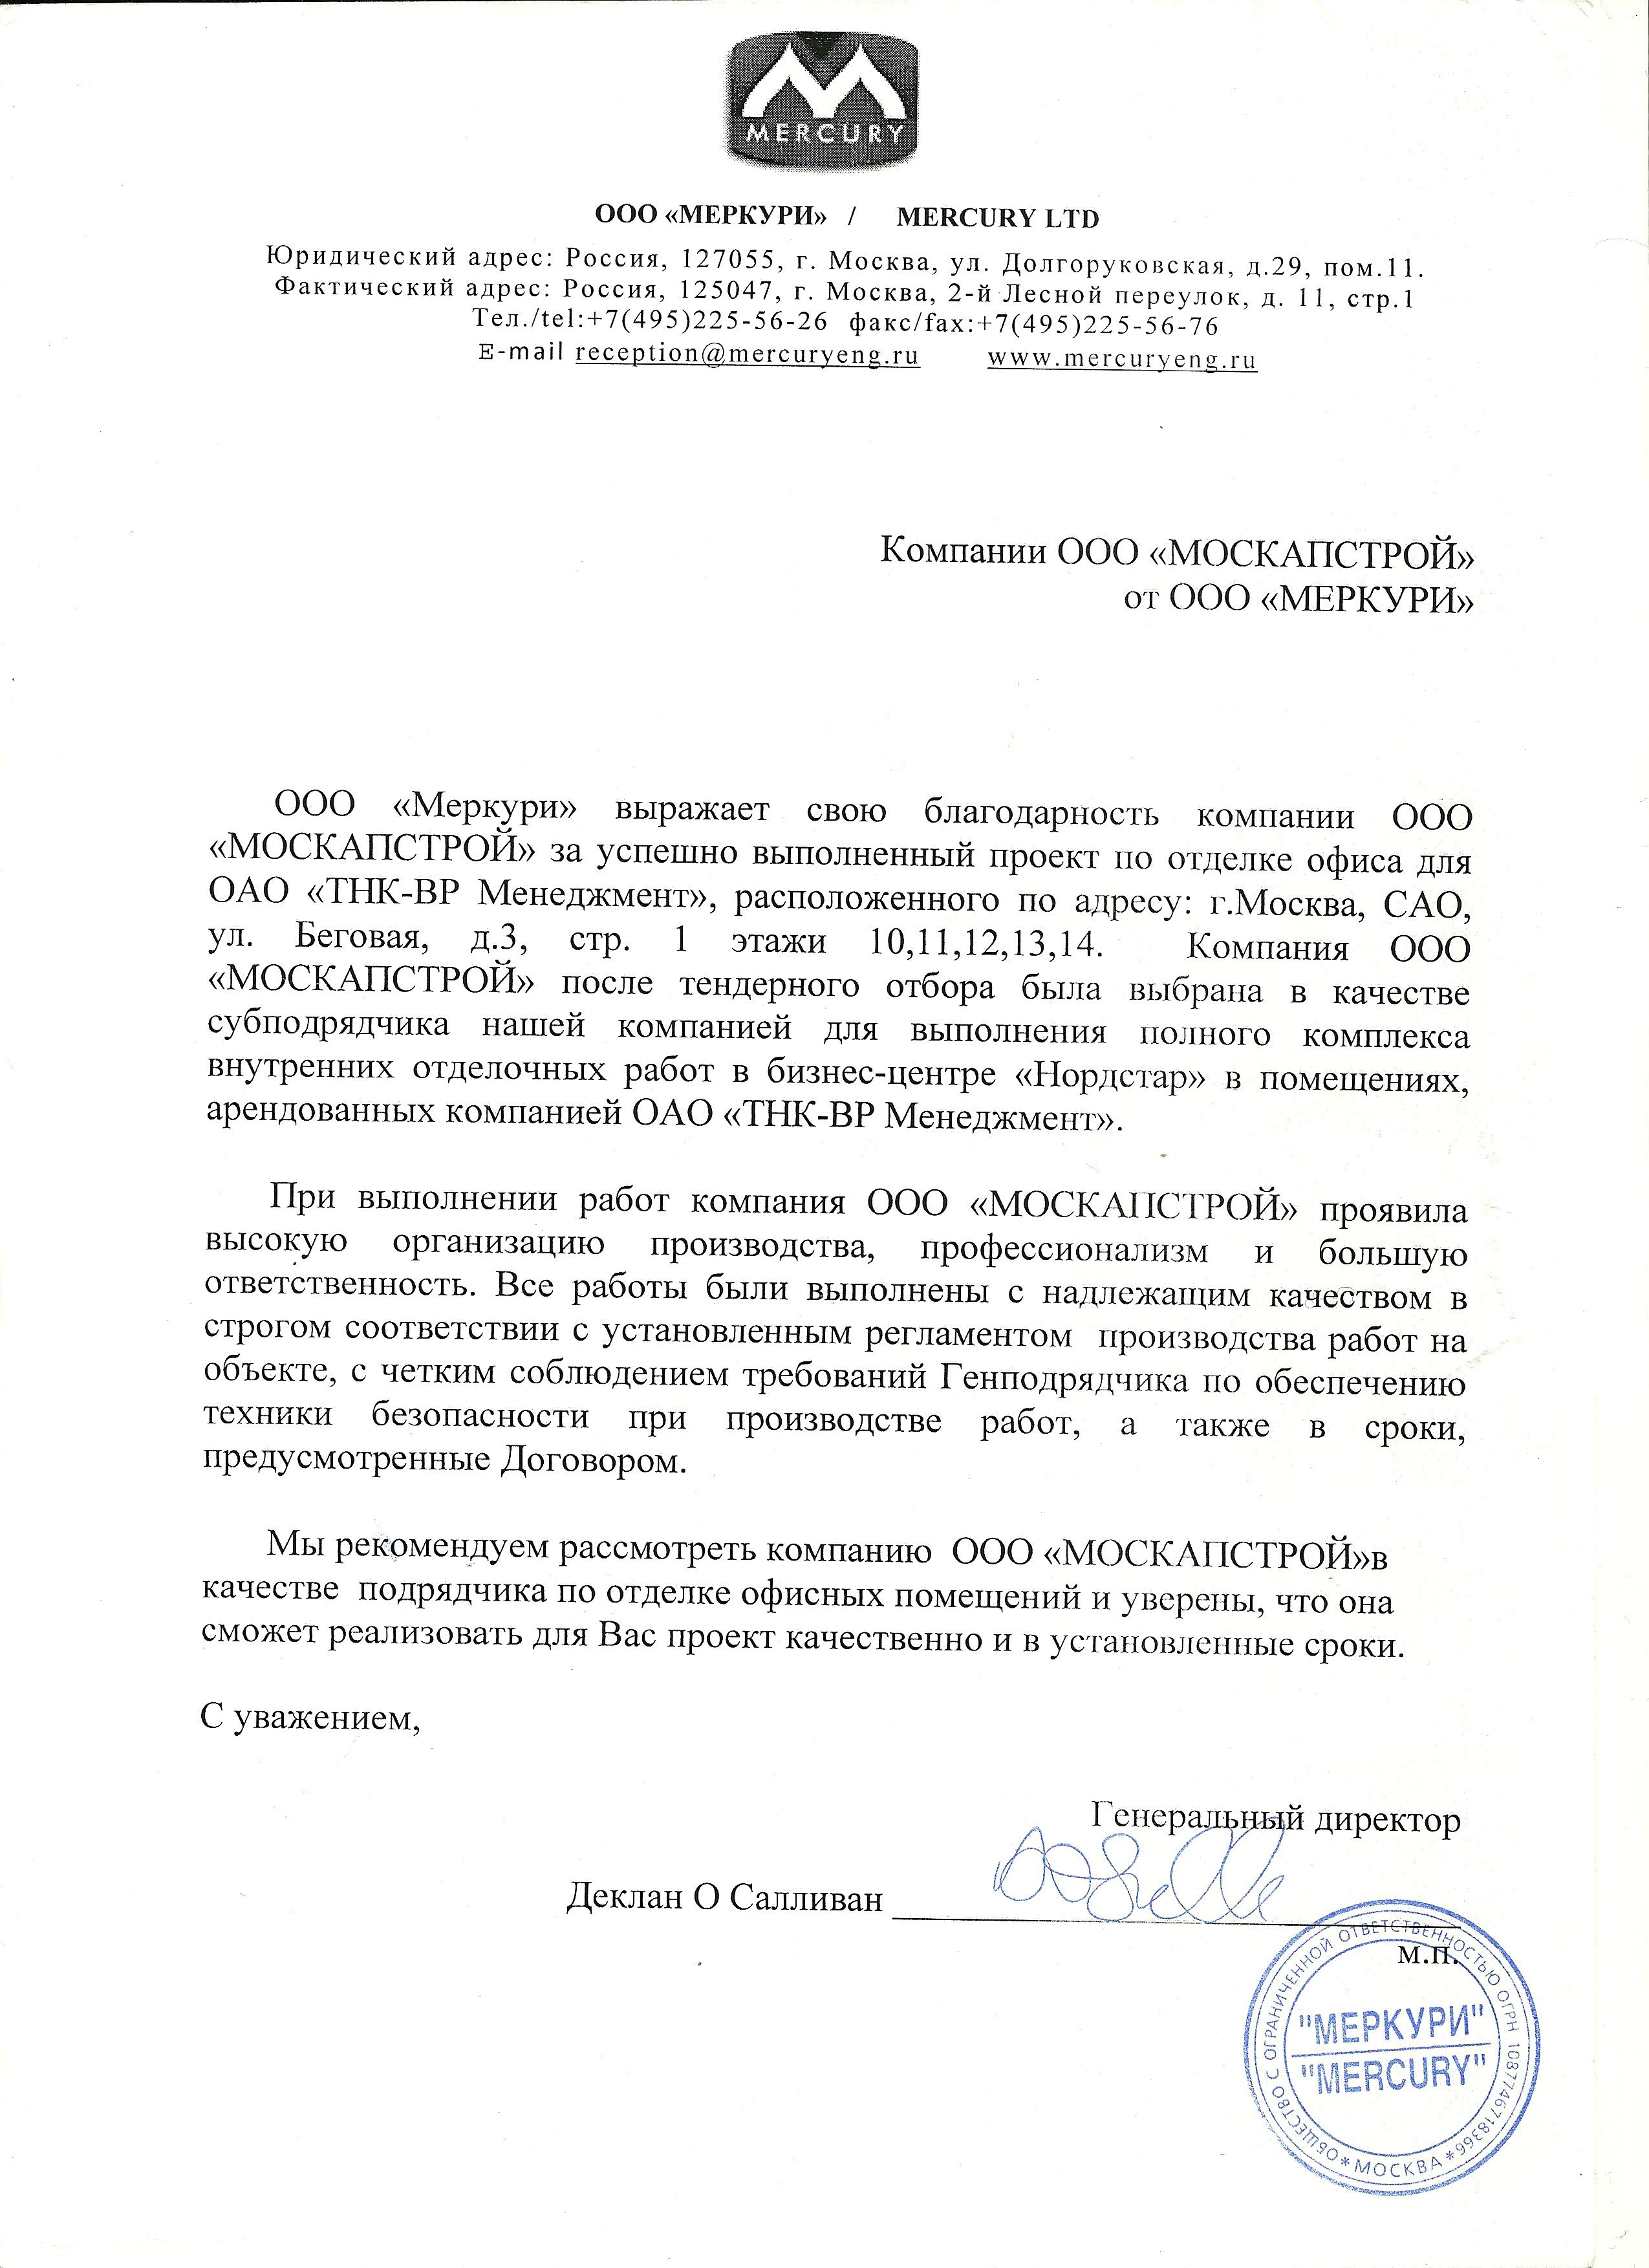 MERCURY
ООО «МЕРКУРИ» / MERCURY LTD
Юридический адрес: Россия, 127055, г. Москва, ул. Долгоруковская, д.29, пом.11.
Фактический адрес: Россия, 125047, г. Москва, 2-й Лесной переулок, д. 11, стр.1
Тел./tel:+7(495)225-56-26 факс/fax:+7(495)225-56-76
E-mail reception@mercuryeng.ru www.mercuryeng.ru
Компании ООО «МОСКАПСТРОЙ»
от ООО «МЕРКУРИ»
ООО «Меркури» выражает свою благодарность компании ООО
«МОСКАПСТРОЙ» за успешно выполненный проект по отделке офиса для
ОАО «ТНК-ВР Менеджмент», расположенного по адресу: г.Москва, САО,
ул. Беговая, д.3, стр. 1 этажи 10,11,12,13,14. Компания ООО
«МОСКАПСТРОЙ» после тендерного отбора была выбрана в качестве
субподрядчика нашей компанией для выполнения полного комплекса
внутренних отделочных работ в бизнес-центре «Нордстар» в помещениях,
арендованных компанией ОАО «ТНК-ВР Менеджмент».
При выполнении работ компания ООО «МОСКАПСТРОЙ» проявила
высокую организацию производства, профессионализм и большую
ответственность. Все работы были выполнены с надлежащим качеством в
строгом соответствии с установленным регламентом производства работ на
объекте, с четким соблюдением требований Генподрядчика по обеспечению
техники безопасности при производстве работ, а также в сроки,
предусмотренные Договором.
Мы рекомендуем рассмотреть компанию ООО «МОСКАПСТРОЙ»в
качестве подрядчика по отделке офисных помещений и уверены, что она
сможет реализовать для Вас проект качественно и в установленные сроки.
С уважением,
Генеральный директор
Деклан О Салливан
м.п.
ОБЩЕСТВО С ОГРАНИЧЕННОЙ ОТВЕТСТВЕННОСТЬЮ ОГРН 1087746718366
"МЕРКУРИ"
"MERCURY"
* МОСКВА *